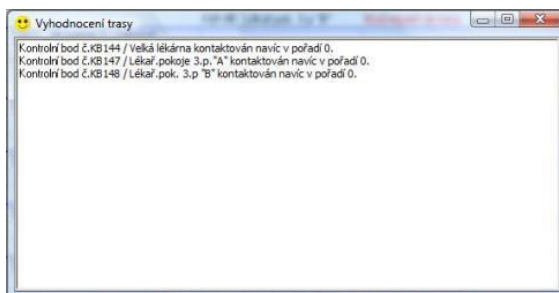 Vyhodnocení trasy
Kontrolní bod č.KB144 / Velká lékárna kontaktován navíc v pořadí 0.
Kontrolní bod č.KB147 / Lékař.pokoje 3.p."A" kontaktován navíc v pořadí 0.
Kontrolní bod č.KB148 / Lékař.pok. 3.p "B" kontaktován navíc v pořadí 0.